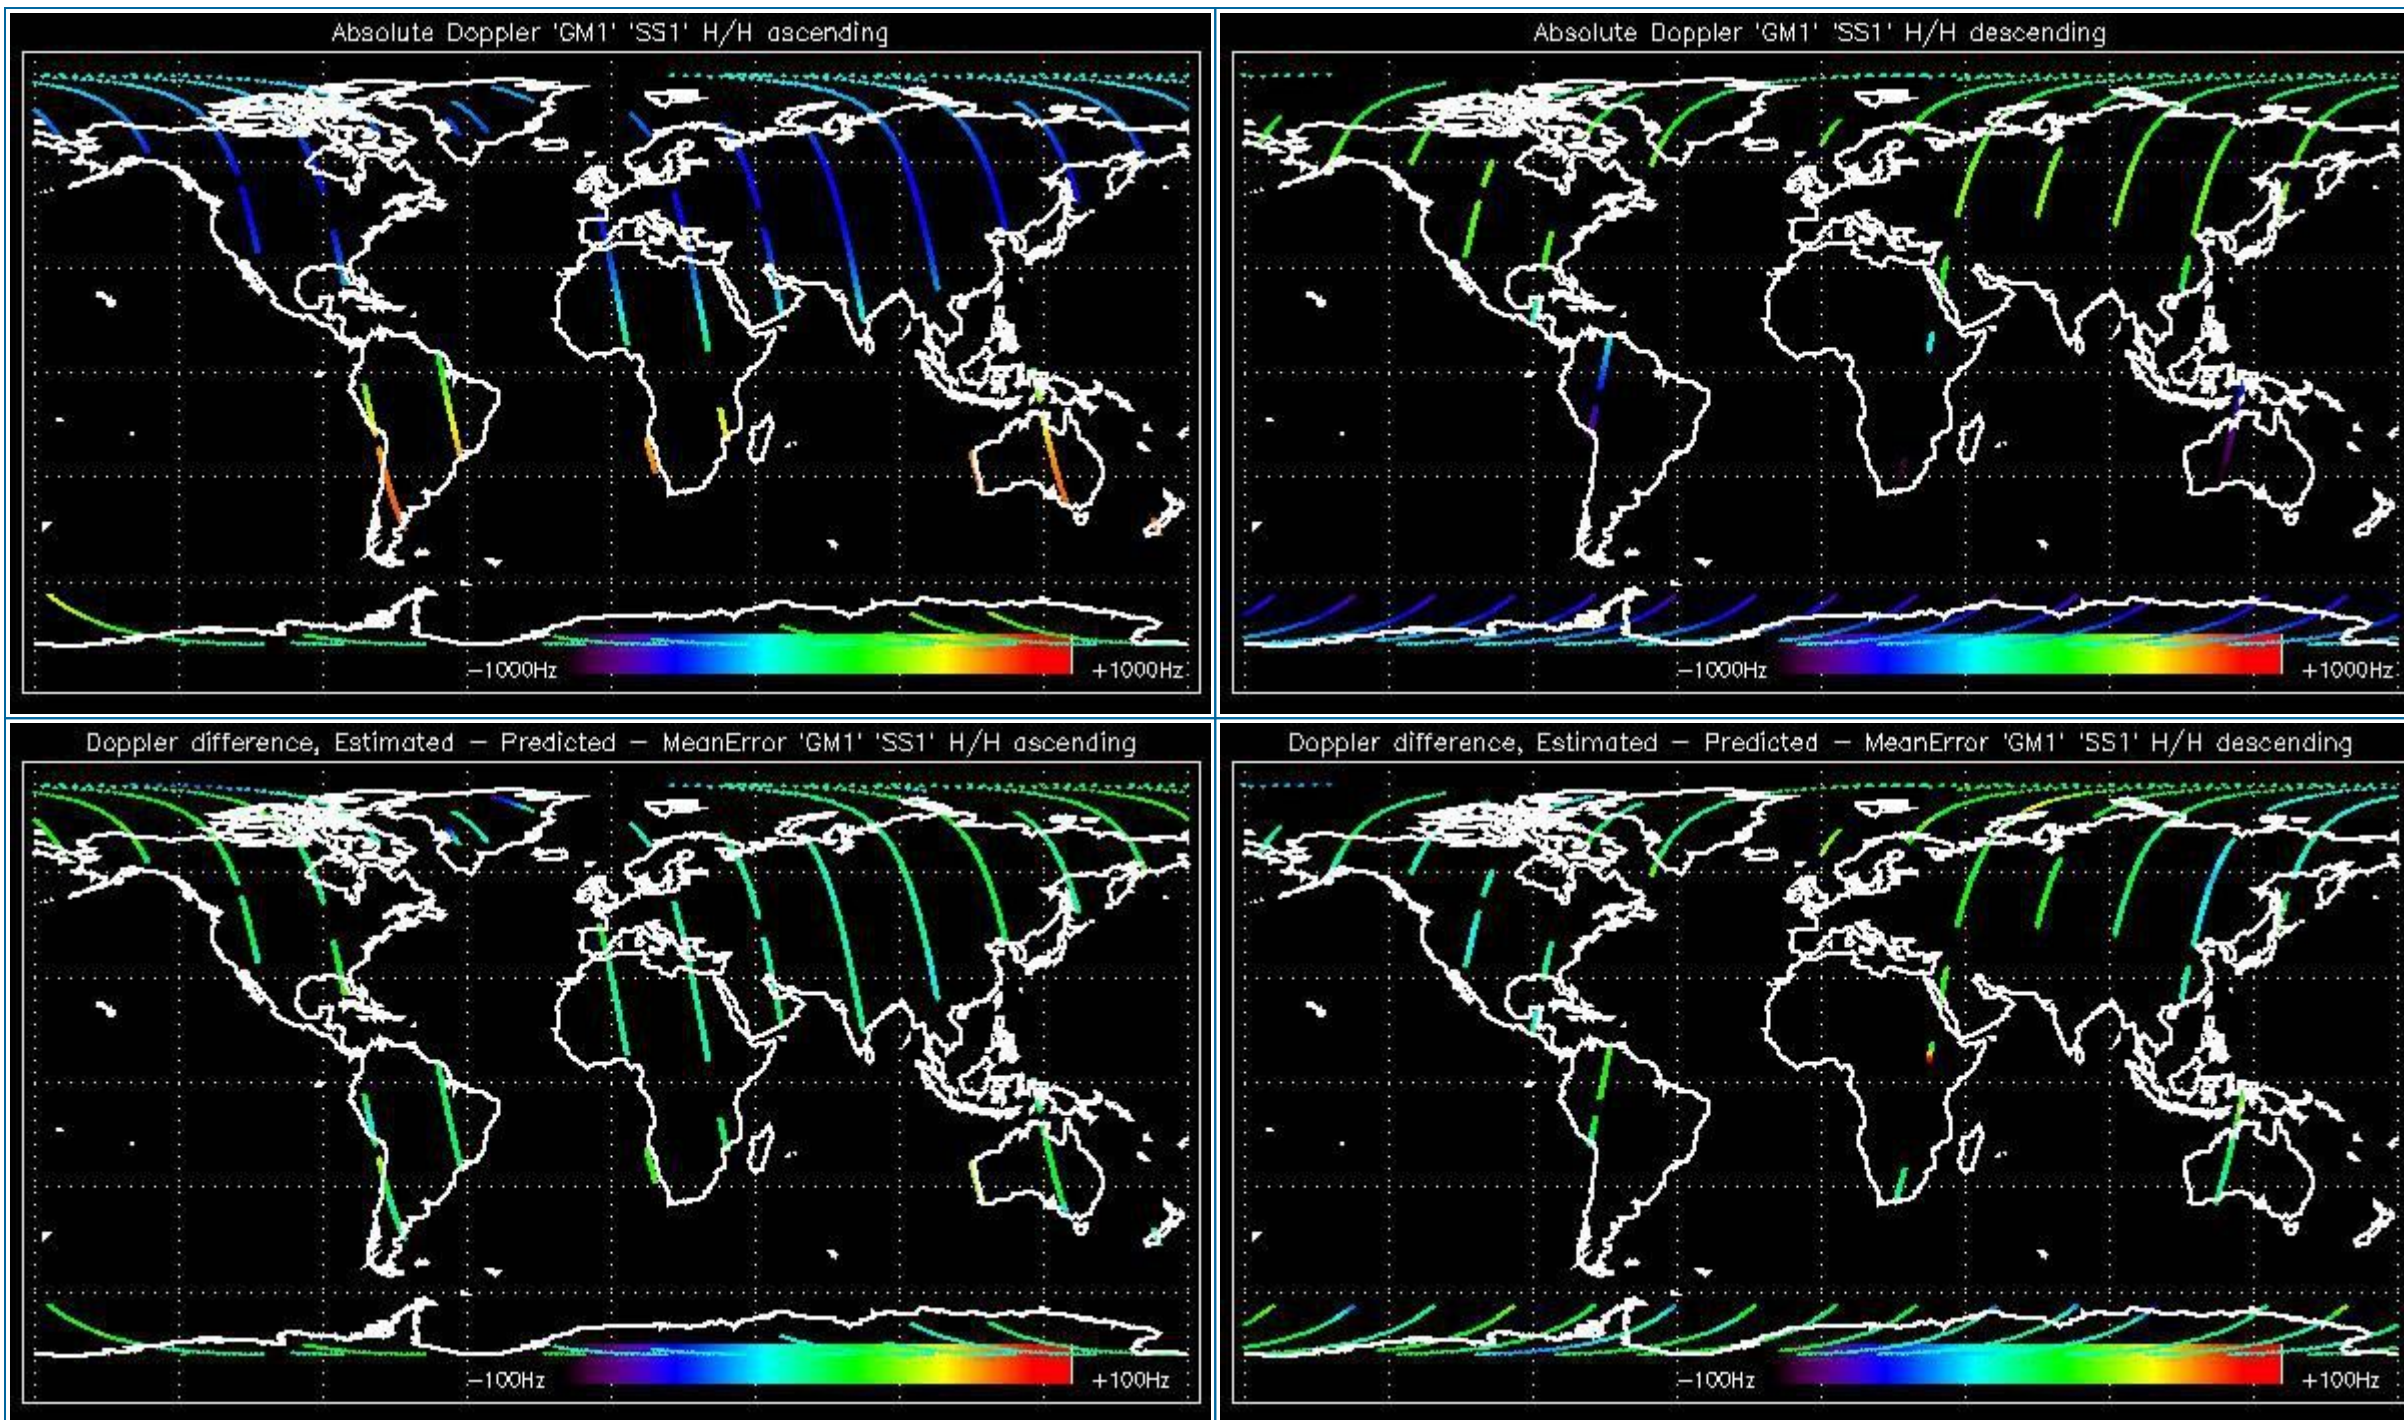 Absolute Doppler 'GM1' 'SS1' H/H ascending
-1000Hz
+1000Hz
Absolute Doppler 'GM1' 'SS1' H/H descending
-1000Hz
+1000Hz
Doppler difference, Estimated - Predicted - MeanError 'GM1' 'SS1' H/H ascending
-100Hz
+100Hz
Doppler difference, Estimated - Predicted - MeanError 'GM1' 'SS1' H/H descending
-100Hz
+100Hz